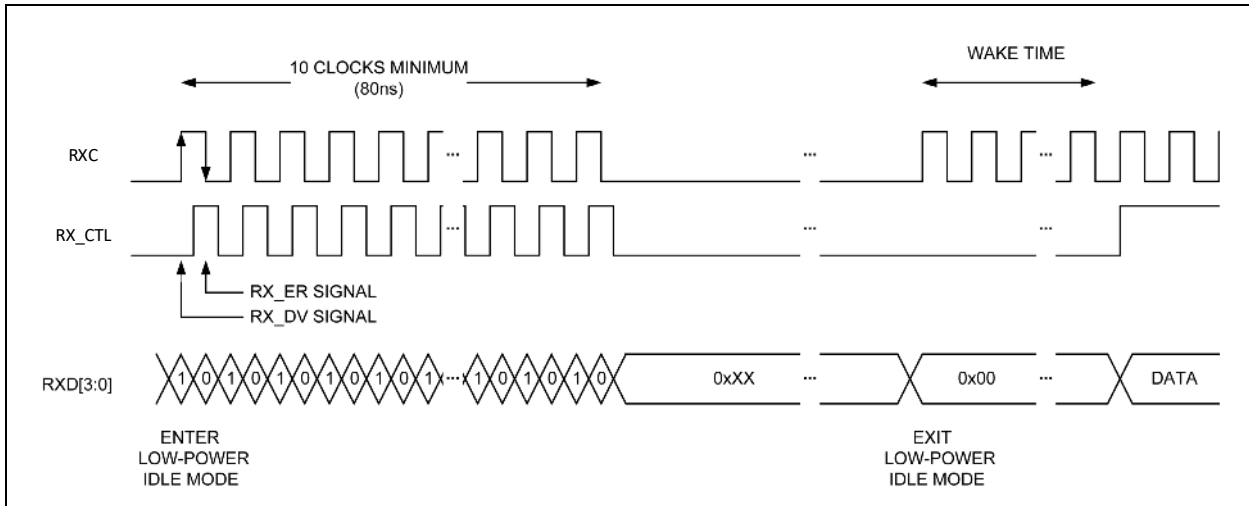 10 CLOCKS MINIMUM
(80ns)
WAKE TIME
RXC
...
...
...
RX_CTL
...
...
...
RX_ER SIGNAL
RX_DV SIGNAL
RXD[3:0]
1 0 1 0 1 0 1 0 1 0 1 ... 1 0 1 0 1 0 0xXX ... 0x00 ... DATA
ENTER
LOW-POWER
IDLE MODE
EXIT
LOW-POWER
IDLE MODE